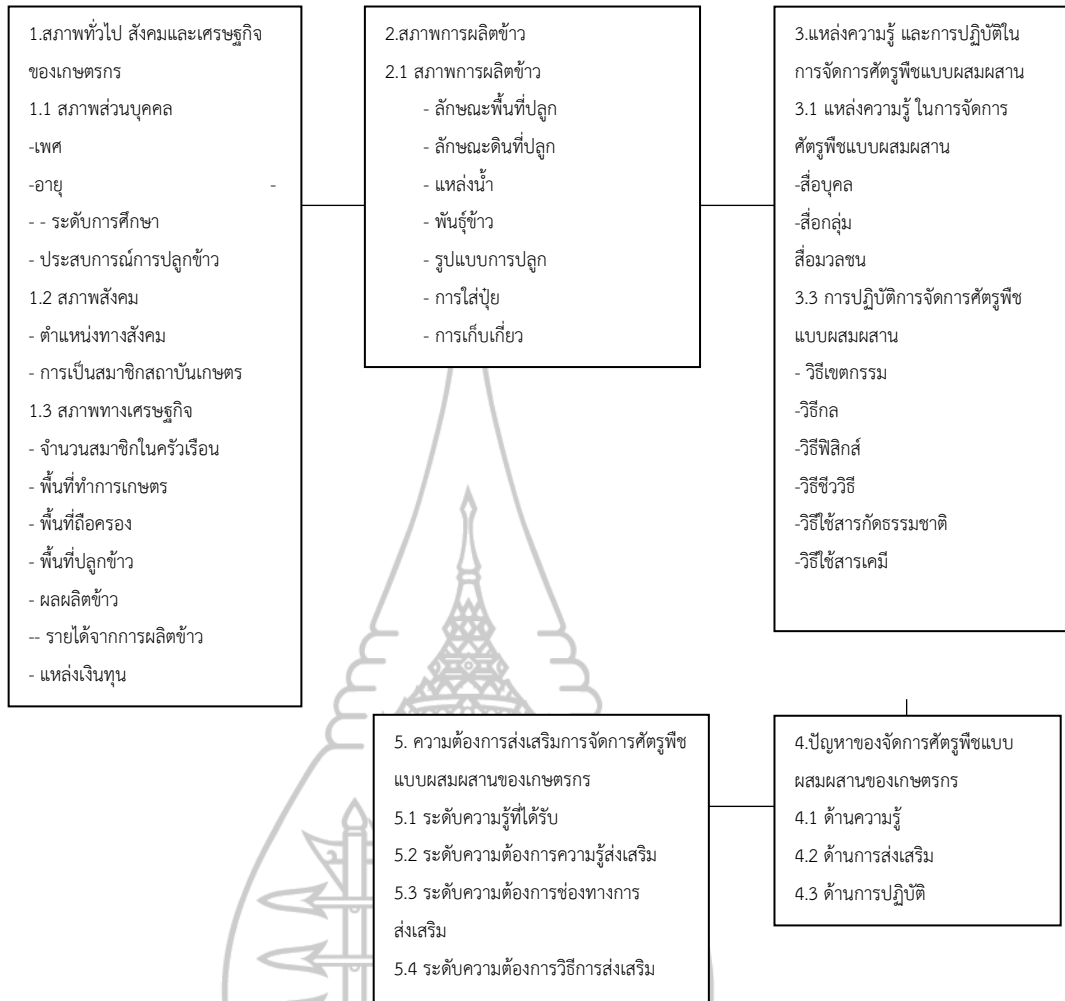 1.สภาพทั่วไป สังคมและเศรษฐกิจ
ของเกษตรกร
1.1 สภาพส่วนบุคคล
-เพศ
-อายุ -
- - ระดับการศึกษา
- ประสบการณ์การปลูกข้าว
1.2 สภาพสังคม
- ตำแหน่งทางสังคม
- การเป็นสมาชิกสถาบันเกษตร
1.3 สภาพทางเศรษฐกิจ
- จำนวนสมาชิกในครัวเรือน
- พื้นที่ทำการเกษตร
- พื้นที่ถือครอง
- พื้นที่ปลูกข้าว
- ผลผลิตข้าว
-- รายได้จากการผลิตข้าว
- แหล่งเงินทุน
2.สภาพการผลิตข้าว
2.1 สภาพการผลิตข้าว
- ลักษณะพื้นที่ปลูก
- ลักษณะดินที่ปลูก
- แหล่งน้ำ
- พันธุ์ข้าว
- รูปแบบการปลูก
- การใส่ปุ๋ย
- การเก็บเกี่ยว
3.แหล่งความรู้ และการปฏิบัติใน
การจัดการศัตรูพืชแบบผสมผสาน
3.1 แหล่งความรู้ ในการจัดการ
ศัตรูพืชแบบผสมผสาน
-สื่อบุคล
-สื่อกลุ่ม
สื่อมวลชน
3.3 การปฏิบัติการจัดการศัตรูพืช
แบบผสมผสาน
- วิธีเขตกรรม
-วิธีกล
-วิธีฟิสิกส์
-วิธีชีววิธี
-วิธีใช้สารกัดธรรมชาติ
-วิธีใช้สารเคมี
4.ปัญหาของจัดการศัตรูพืชแบบ
ผสมผสานของเกษตรกร
4.1 ด้านความรู้
4.2 ด้านการส่งเสริม
4.3 ด้านการปฏิบัติ
5. ความต้องการส่งเสริมการจัดการศัตรูพืช
แบบผสมผสานของเกษตรกร
5.1 ระดับความรู้ที่ได้รับ
5.2 ระดับความต้องการความรู้ส่งเสริม
5.3 ระดับความต้องการช่องทางการ
ส่งเสริม
5.4 ระดับความต้องการวิธีการส่งเสริม